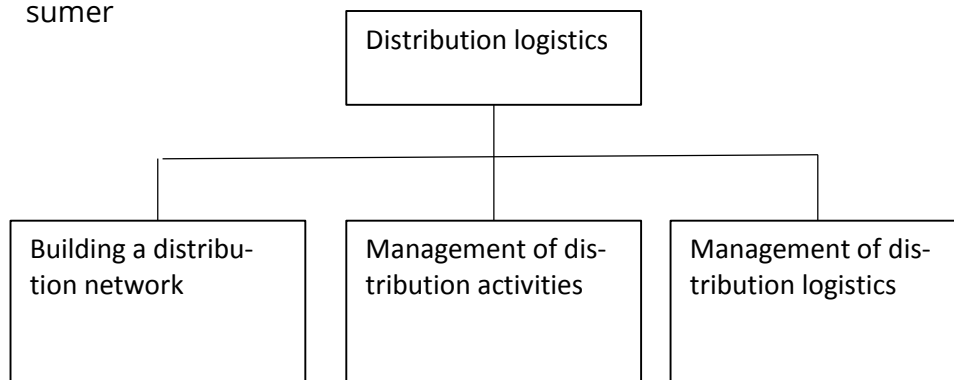 sumer
Distribution logistics
Building a distribu-
tion network
Management of dis-
tribution activities
Management of dis-
tribution logistics